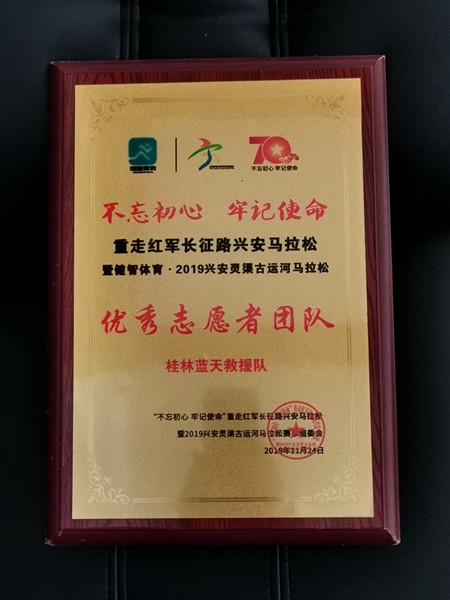 70
不忘初心 牢记使命
不忘初心 牢记使命
重走红军长征路兴安马拉松
暨健智体育·2019兴安灵渠古运河马拉松
优秀志愿者团队
桂林蓝天救援队
“不忘初心 牢记使命”重走红军长征路兴安马拉松
暨2019兴安灵渠古运河马拉松赛 组委会
2019年11月24日